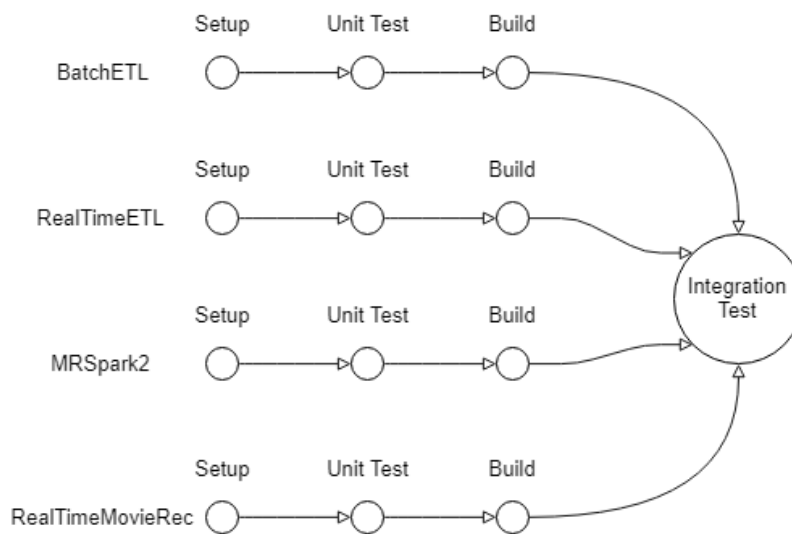 Setup Unit Test Build
BatchETL
Setup Unit Test Build
RealTimeETL
Integration
Test
Setup Unit Test Build
MRSpark2
Setup Unit Test Build
RealTimeMovieRec